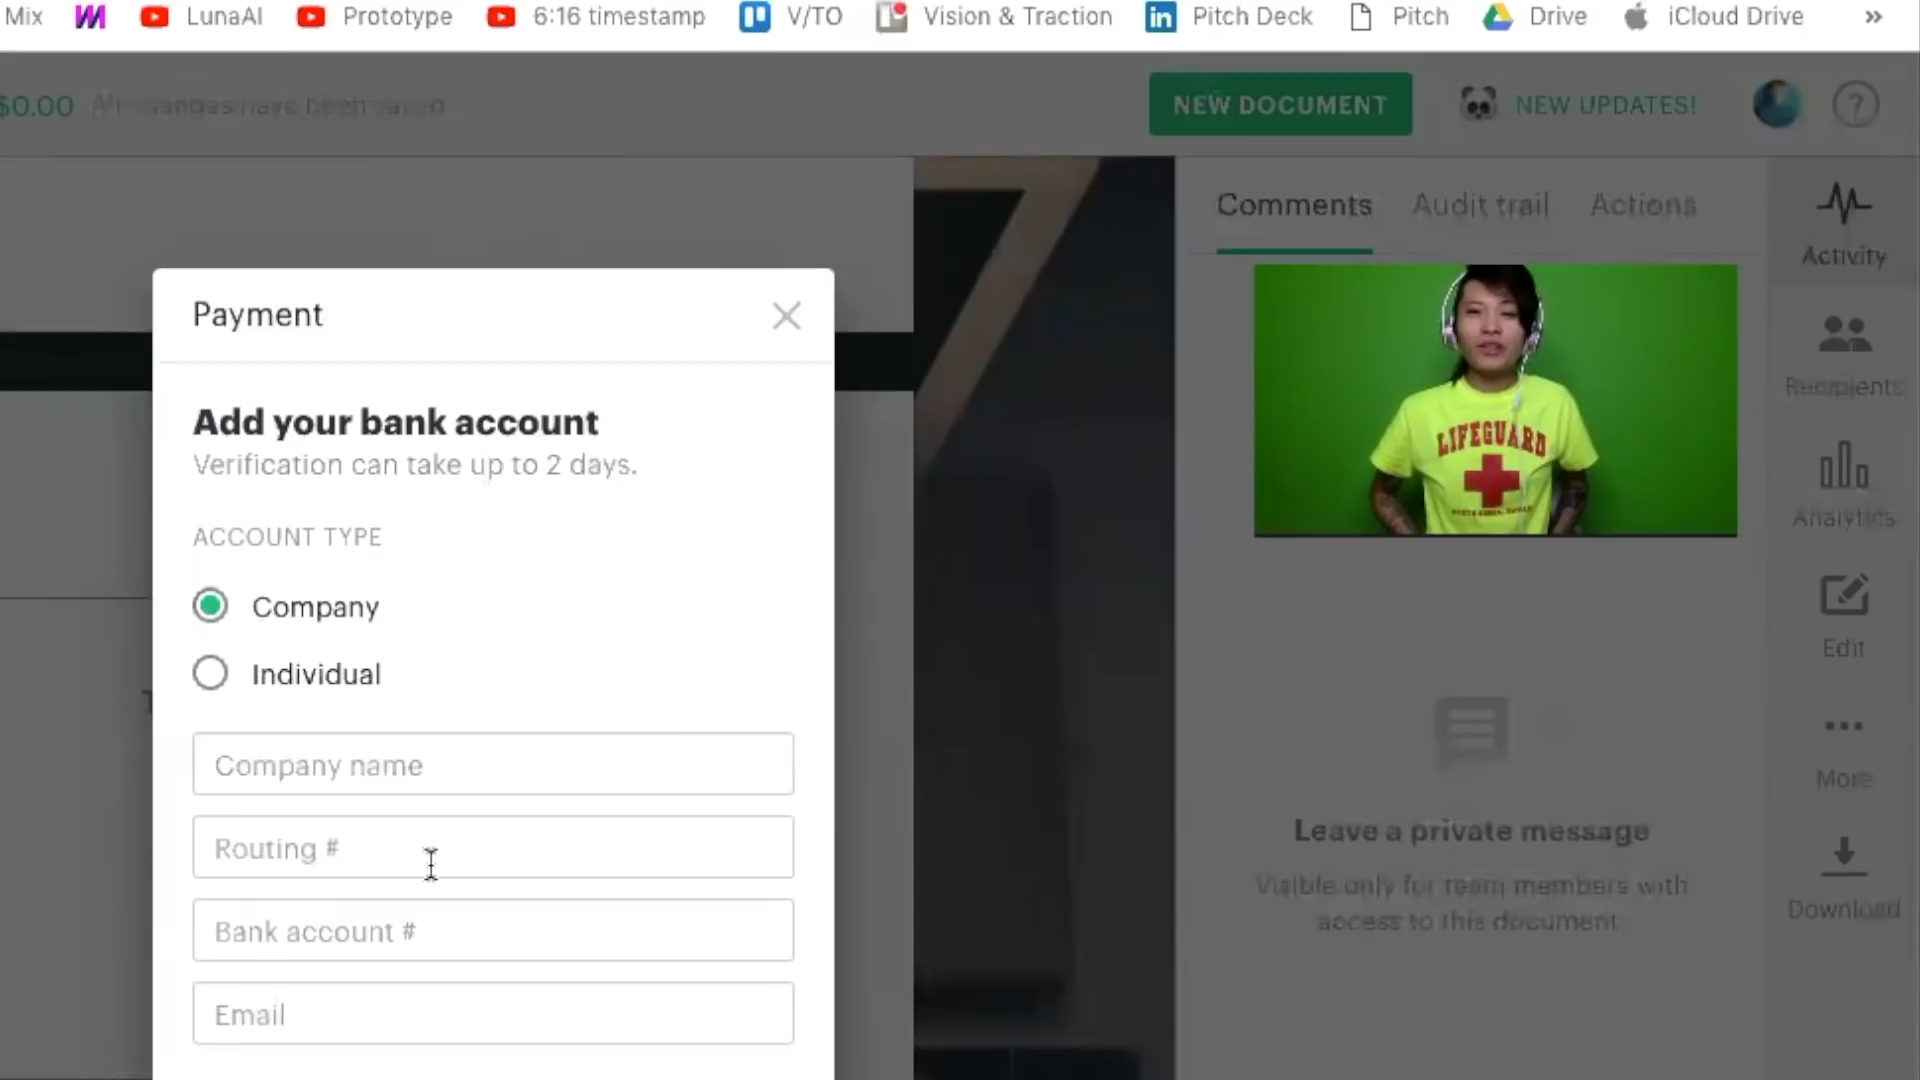 Mix LunaAI Prototype 6:16 timestamp V/TO Vision & Traction Pitch Deck Pitch Drive iCloud Drive »
$0.00 All changes have been saved NEW DOCUMENT NEW UPDATES! ?
Comments Audit trail Actions
Activity
Recipients
Analytics
Edit
More
Download
Payment
Add your bank account
Verification can take up to 2 days.
ACCOUNT TYPE
Company
Individual
Company name
Routing #
Bank account #
Email
LIFEGUARD
Leave a private message
Visible only for team members with
access to this document